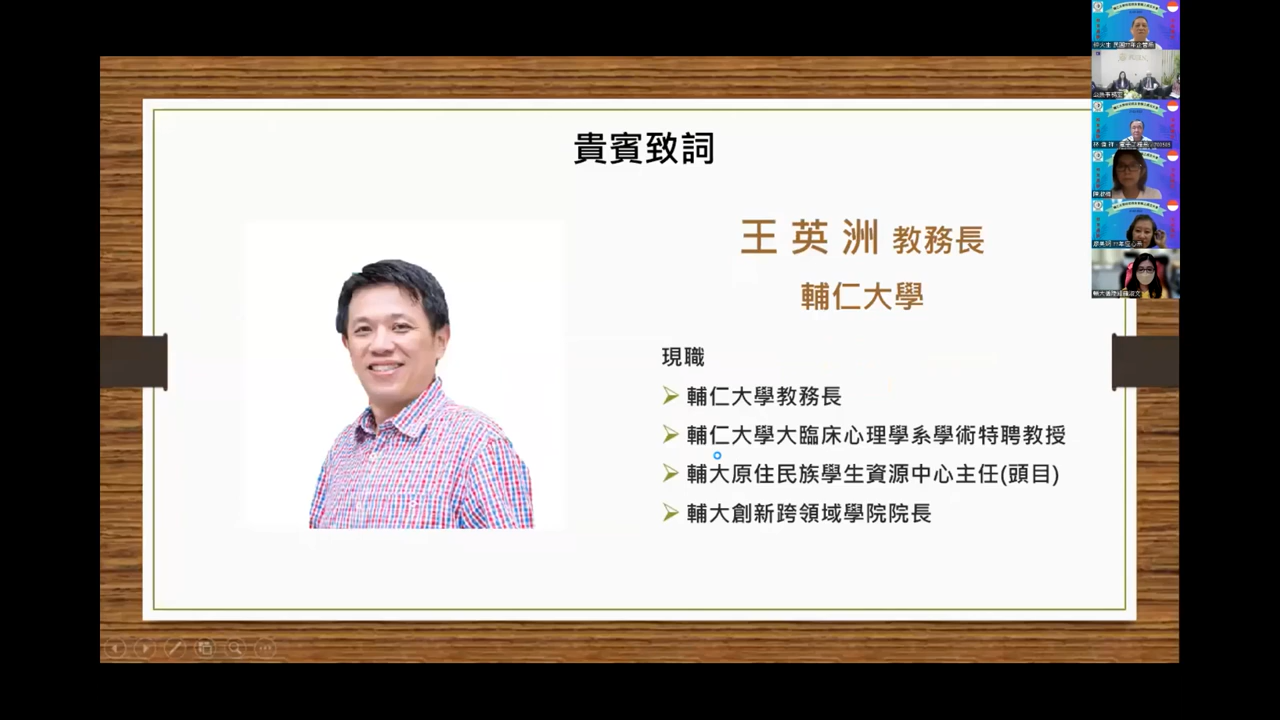 貴賓致詞
王英洲 教務長
輔仁大學
現職
輔仁大學教務長
輔仁大學大臨床心理學系學術特聘教授
輔大原住民族學生資源中心主任(頭目)
輔大創新跨領域學院院長